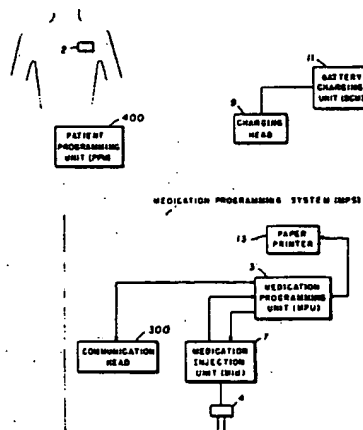 2
11
BATTERY
CHARGING
UNIT (BCU)
400
9
PATIENT
PROGRAMMING
UNIT (PPU)
CHARGING
HEAD
MEDICATION PROGRAMMING SYSTEM (MPS)
13
PAPER
PRINTER
3
MEDICATION
PROGRAMMING
UNIT (MPU)
300
7
COMMUNICATION
HEAD
MEDICATION
INJECTION
UNIT (MIU)
4